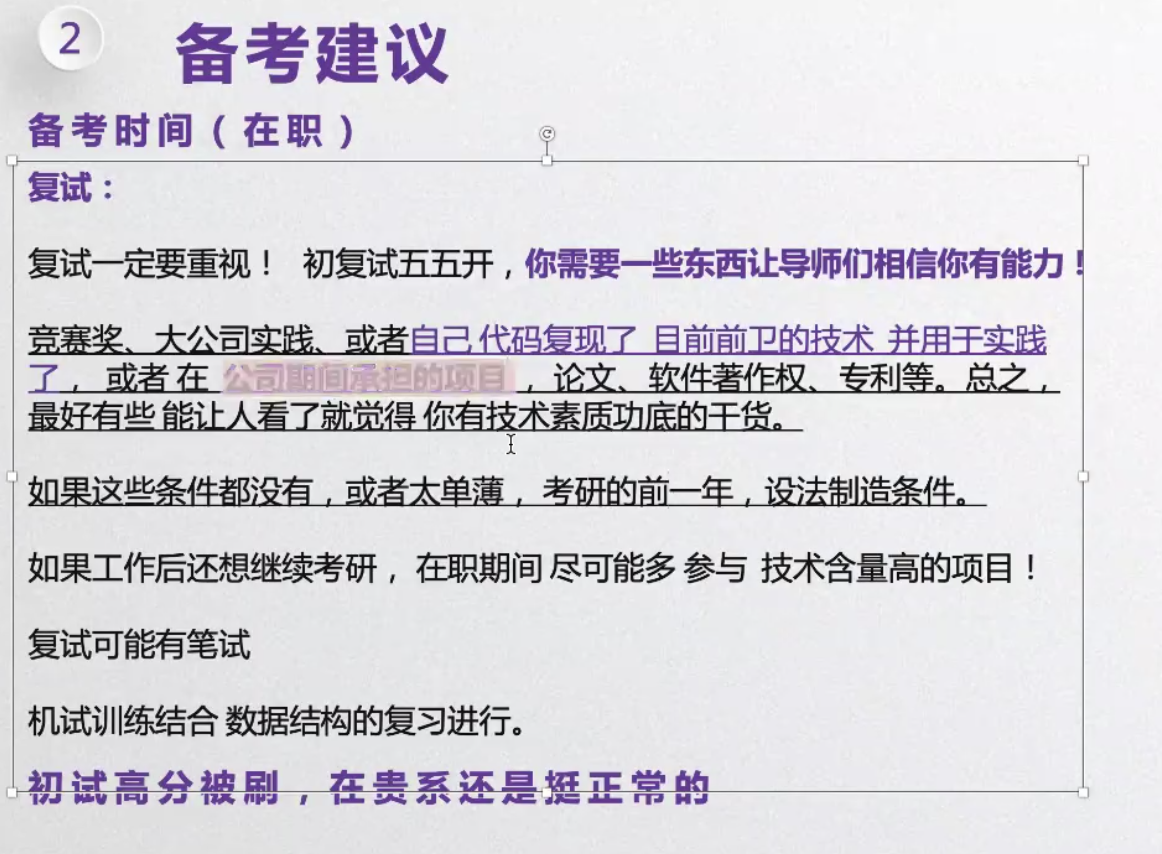 2
备考建议
备考时间（在职）
复试：
复试一定要重视！ 初复试五五开，你需要一些东西让导师们相信你有能力！
竞赛奖、大公司实践、或者自己 代码复现了 目前前卫的技术 并用于实践
了， 或者 在 公司期间承担的项目 ，论文、软件著作权、专利等。总之，
最好有些 能让人看了就觉得 你有技术素质功底的干货。
如果这些条件都没有，或者太单薄， 考研的前一年，设法制造条件。
如果工作后还想继续考研， 在职期间 尽可能多 参与 技术含量高的项目！
复试可能有笔试
机试训练结合 数据结构的复习进行。
初试高分被刷，在贵系还是挺正常的